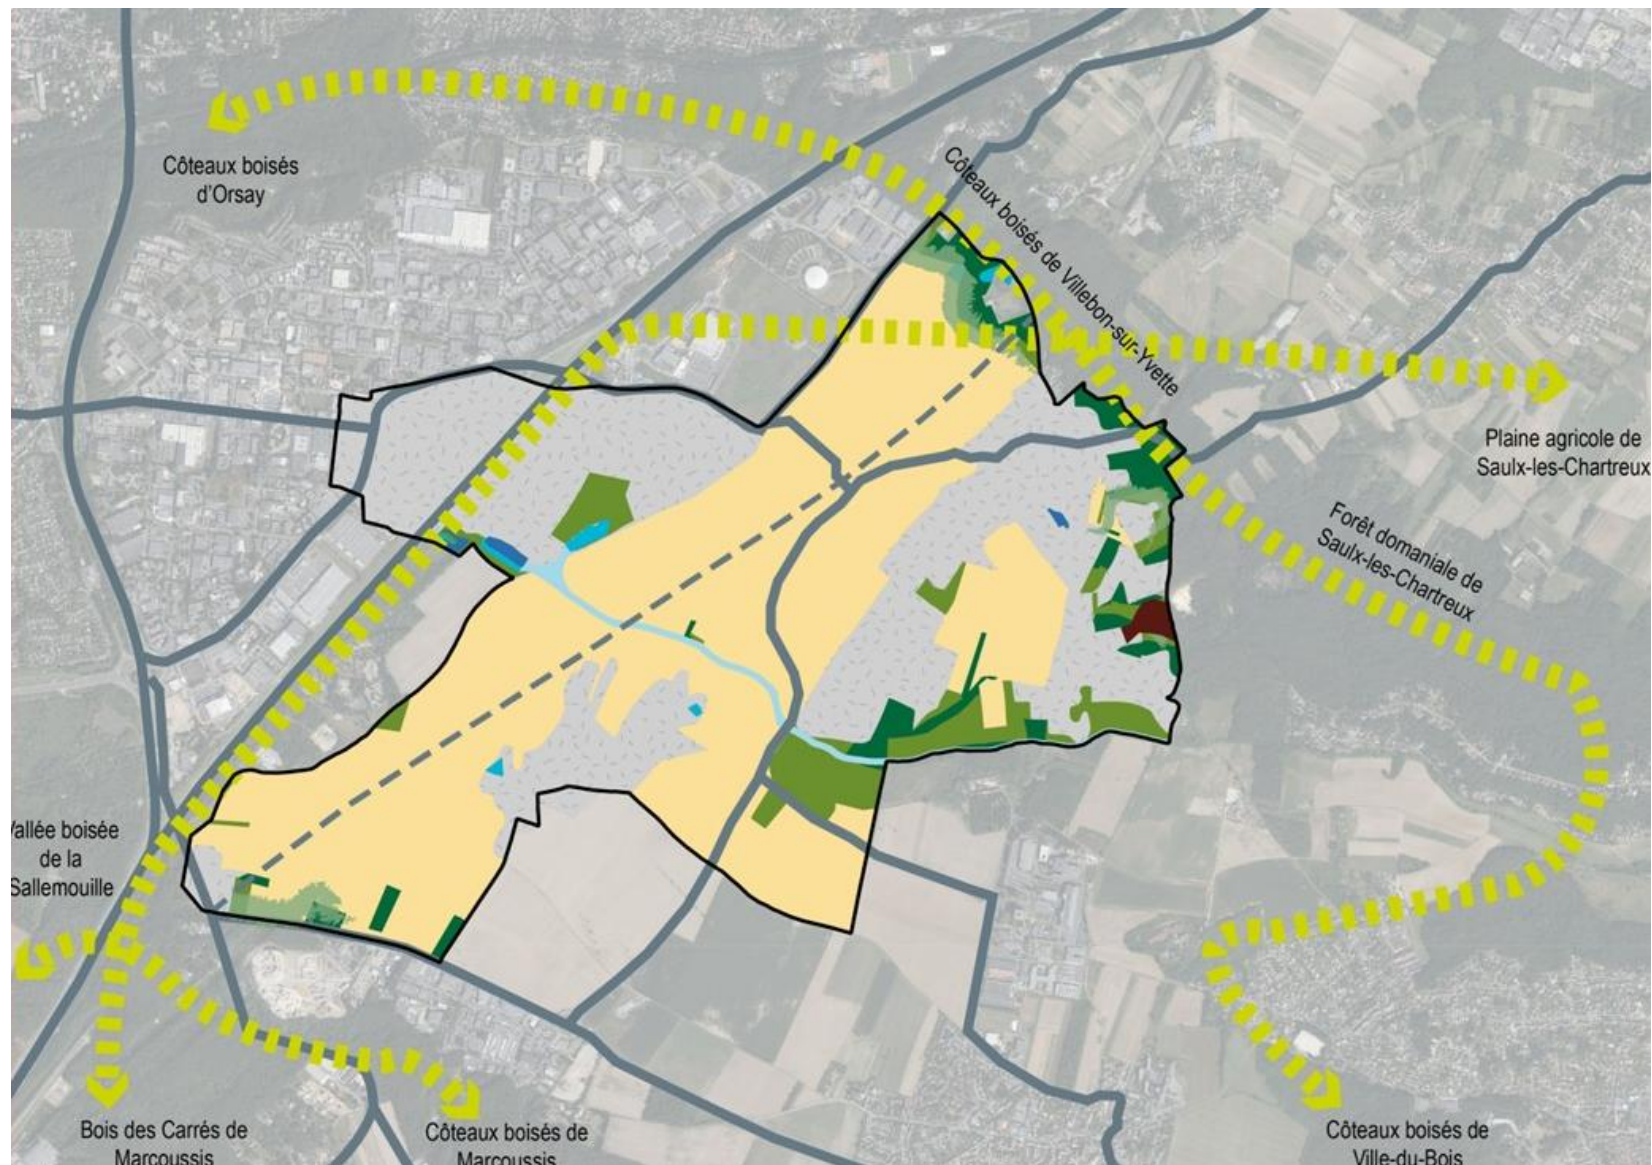 Côteaux boisés
d'Orsay
Côteaux boisés de Villebon-sur-Yvette
Plaine agricole de
Saulx-les-Chartreux
Forêt domaniale de
Saulx-les-Chartreux
Vallée boisée
de la
Sallemouille
Bois des Carrés de
Marcoussis
Côteaux boisés de
Marcoussis
Côteaux boisés de
Ville-du-Bois